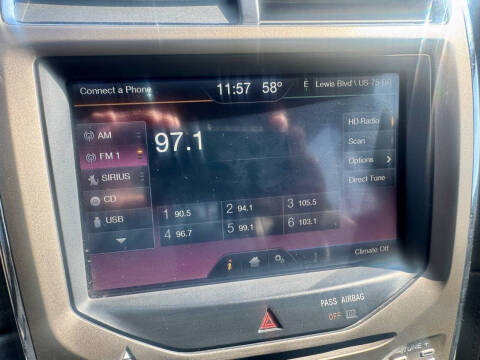 Connect a Phone 11:57 58° E Lewis Blvd \ US-75-BR
AM
FM 1
SIRIUS
CD
USB
97.1
HD Radio
Scan
Options >
Direct Tune
1 90.5 2 94.1 3 105.5
4 96.7 5 99.1 6 103.1
Climate Off
PASS AIRBAG
OFF
TUNE +